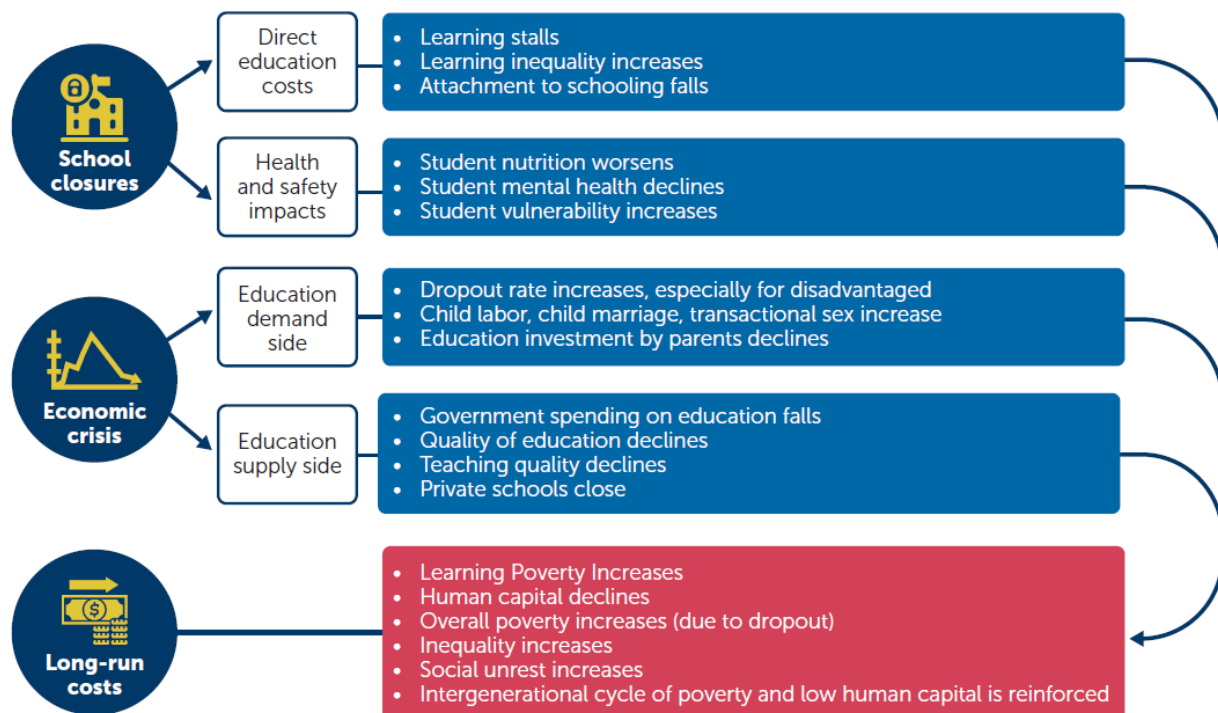 School
closures
Direct
education
costs
• Learning stalls
• Learning inequality increases
• Attachment to schooling falls
Health
and safety
impacts
• Student nutrition worsens
• Student mental health declines
• Student vulnerability increases
Economic
crisis
Education
demand
side
• Dropout rate increases, especially for disadvantaged
• Child labor, child marriage, transactional sex increase
• Education investment by parents declines
Education
supply side
• Government spending on education falls
• Quality of education declines
• Teaching quality declines
• Private schools close
$
Long-run
costs
• Learning Poverty Increases
• Human capital declines
• Overall poverty increases (due to dropout)
• Inequality increases
• Social unrest increases
• Intergenerational cycle of poverty and low human capital is reinforced